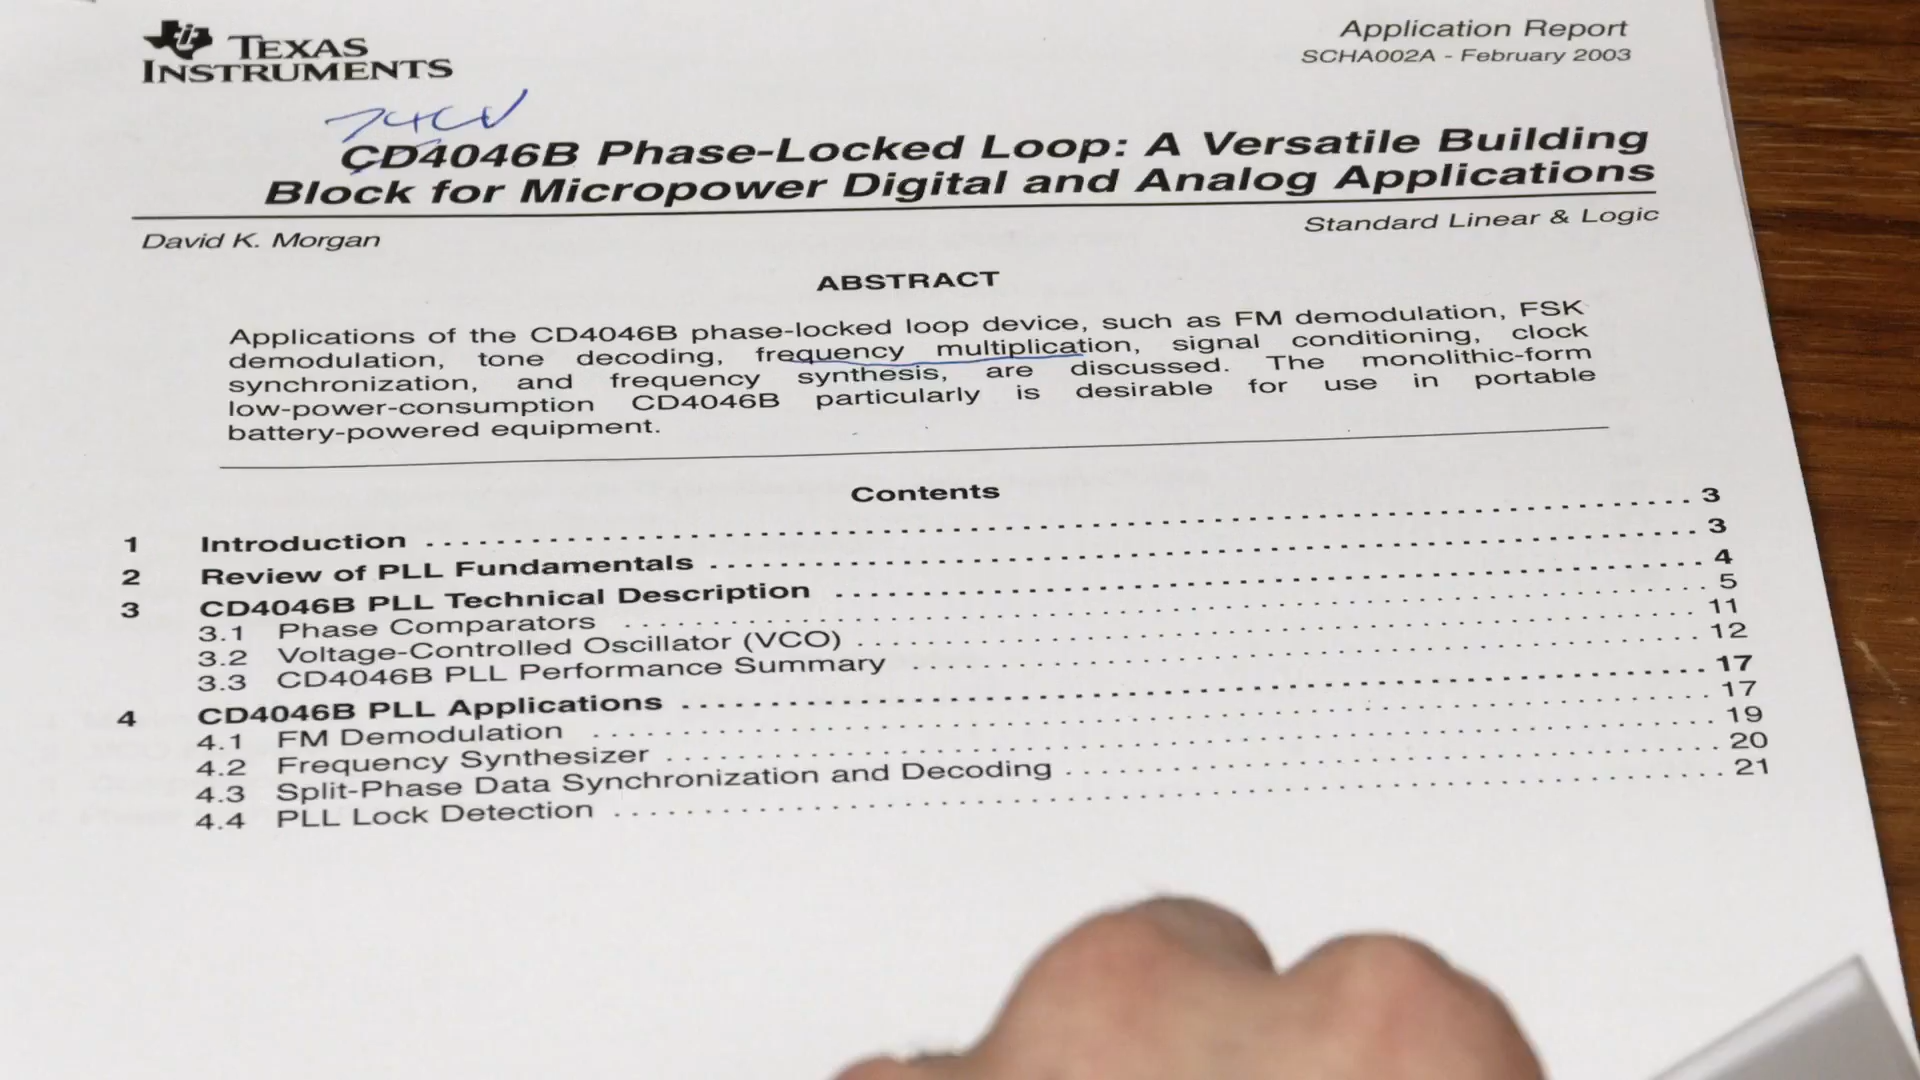 TEXAS
INSTRUMENTS
Application Report
SCHA002A - February 2003
CD4046B Phase-Locked Loop: A Versatile Building
Block for Micropower Digital and Analog Applications
David K. Morgan
Standard Linear & Logic
ABSTRACT
Applications of the CD4046B phase-locked loop device, such as FM demodulation, FSK
demodulation, tone decoding, frequency multiplication, signal conditioning, clock
synchronization, and frequency synthesis, are discussed. The monolithic-form
low-power-consumption CD4046B particularly is desirable for use in portable
battery-powered equipment.
Contents
1 Introduction 3
2 Review of PLL Fundamentals 3
3 CD4046B PLL Technical Description 4
3.1 Phase Comparators 5
3.2 Voltage-Controlled Oscillator (VCO) 11
3.3 CD4046B PLL Performance Summary 12
4 CD4046B PLL Applications 17
4.1 FM Demodulation 17
4.2 Frequency Synthesizer 19
4.3 Split-Phase Data Synchronization and Decoding 20
4.4 PLL Lock Detection 21